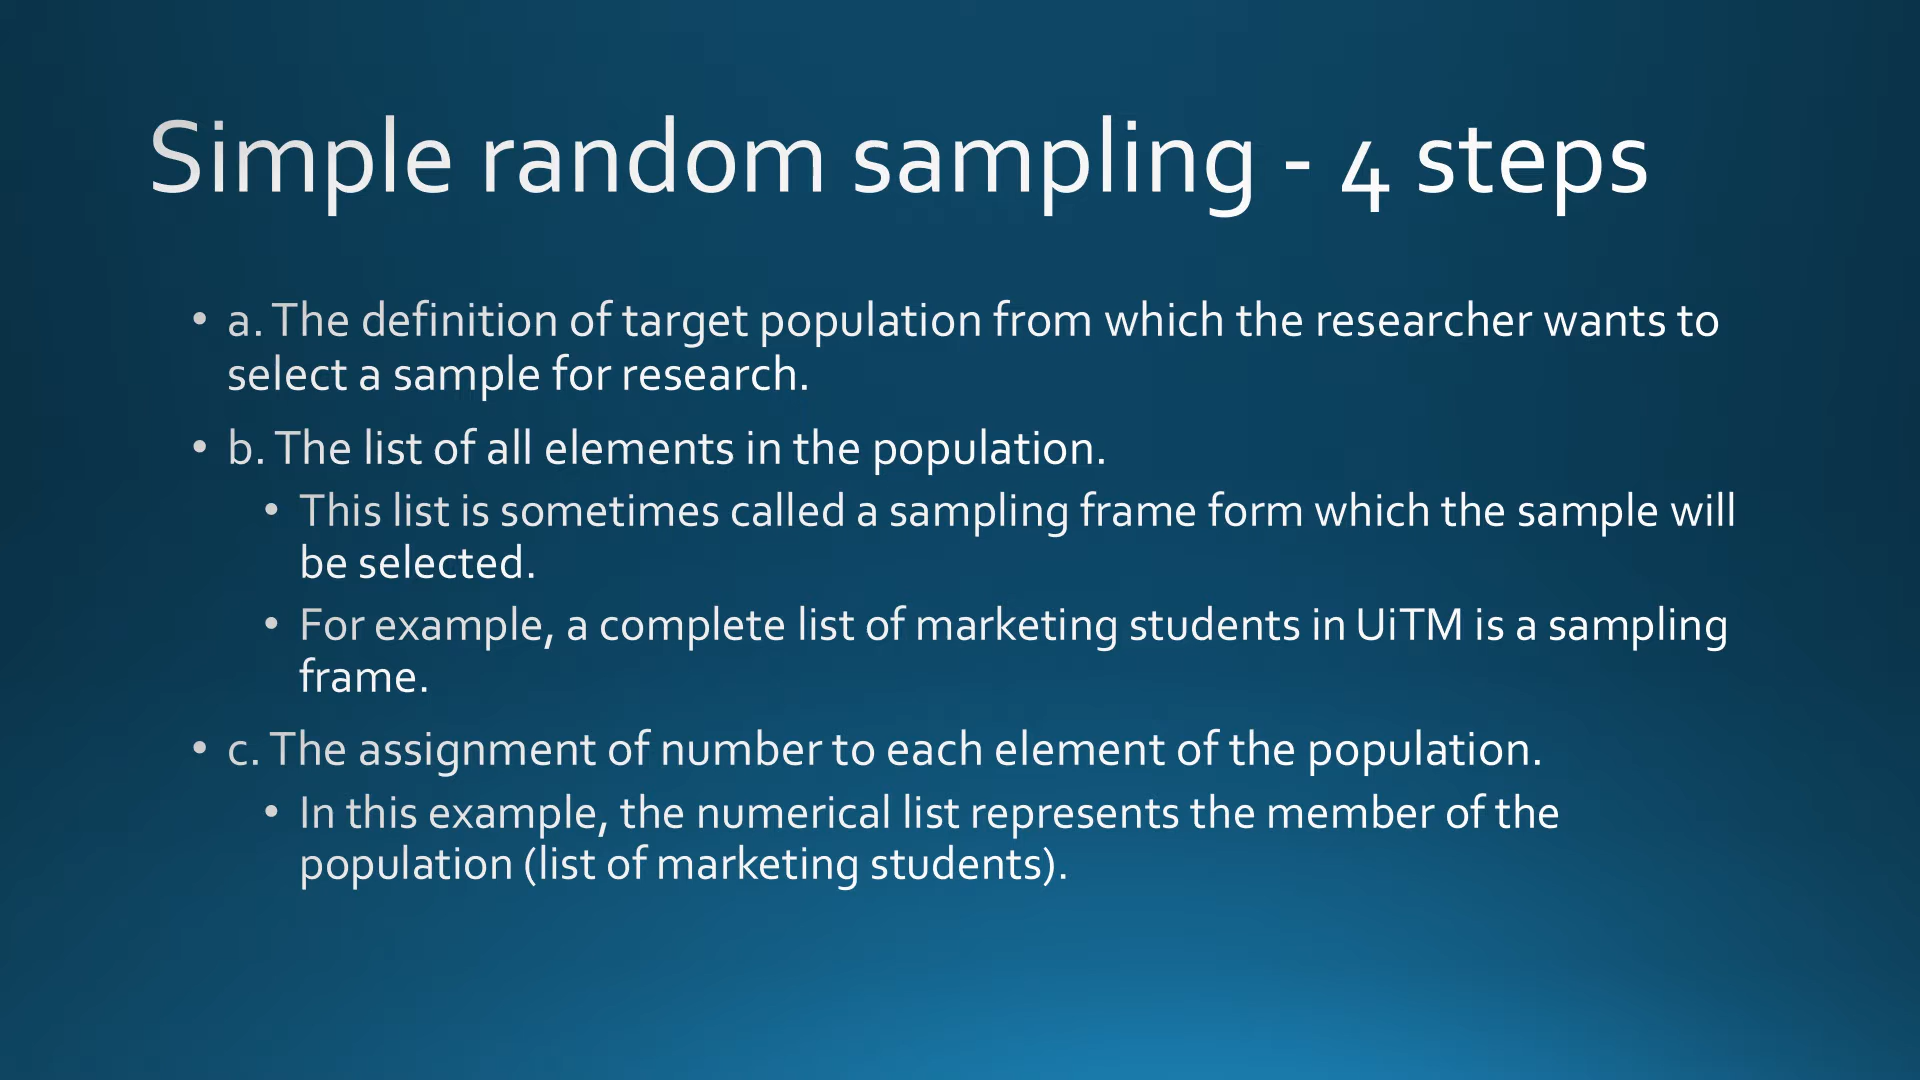 Simple random sampling - 4 steps
• a. The definition of target population from which the researcher wants to
select a sample for research.
• b. The list of all elements in the population.
• This list is sometimes called a sampling frame form which the sample will
be selected.
• For example, a complete list of marketing students in UiTM is a sampling
frame.
• c. The assignment of number to each element of the population.
• In this example, the numerical list represents the member of the
population (list of marketing students).